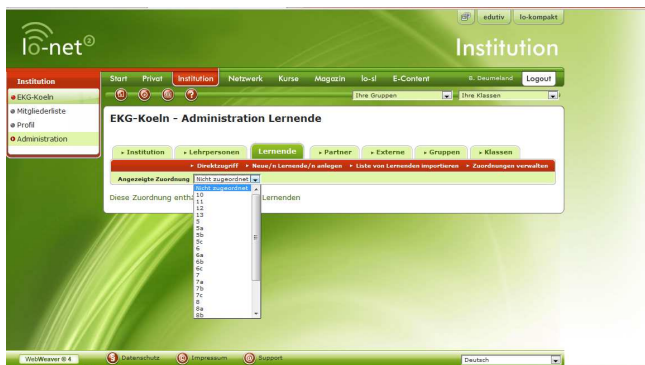 edutiv lo-kompakt
lo-net²
Institution
Institution
Start Privat Institution Netzwerk Kurse Magazin lo-s! E-Content B. Deumeland Logout
EKG-Koeln
Mitgliederliste
Profil
Administration
Ihre Gruppen Ihre Klassen
EKG-Koeln - Administration Lernende
Institution Lehrpersonen Lernende Partner Externe Gruppen Klassen
Direktzugriff Neue/n Lernende/n anlegen Liste von Lernenden importieren Zuordnungen verwalten
Angezeigte Zuordnung Nicht zugeordnet
Nicht zugeordnet
Diese Zuordnung Lernenden
10
11
12
13
5
5a
5b
5c
6
6a
6b
6c
7
7a
7b
7c
8
8a
8b
WebWeaver ® 4 Datenschutz Impressum Support Deutsch